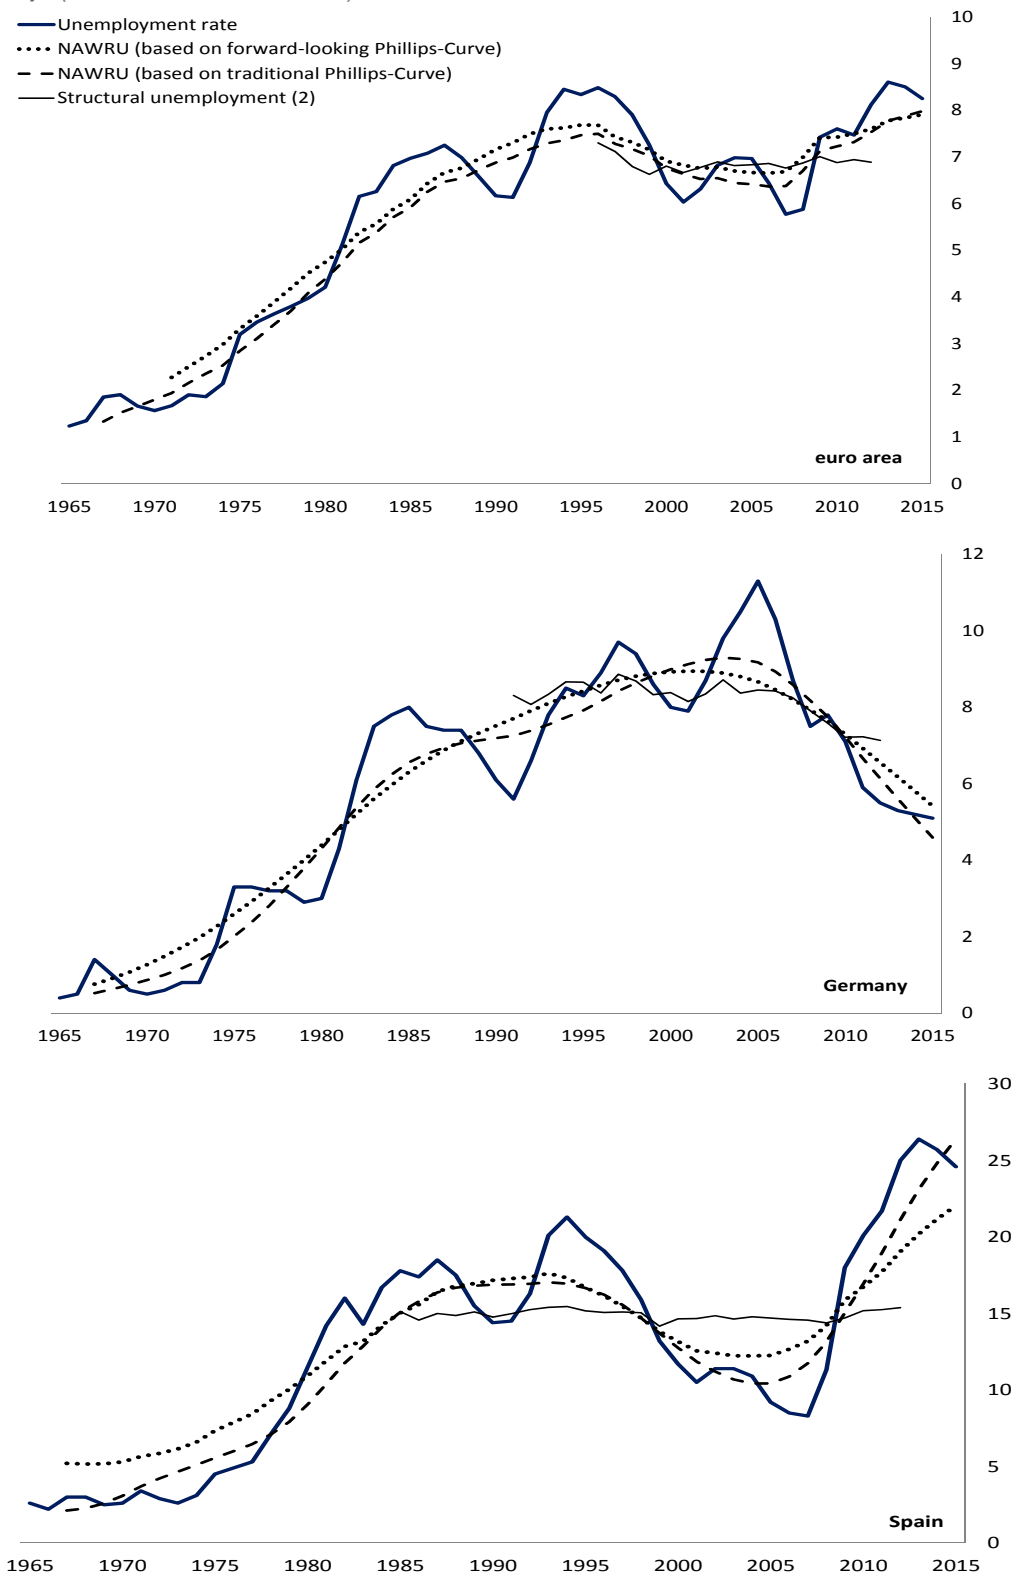 Unemployment rate
NAWRU (based on forward-looking Phillips-Curve)
NAWRU (based on traditional Phillips-Curve)
Structural unemployment (2)
10
9
8
7
6
5
4
3
2
1
0
euro area
1965 1970 1975 1980 1985 1990 1995 2000 2005 2010 2015
12
10
8
6
4
2
0
Germany
1965 1970 1975 1980 1985 1990 1995 2000 2005 2010 2015
30
25
20
15
10
5
0
Spain
1965 1970 1975 1980 1985 1990 1995 2000 2005 2010 2015